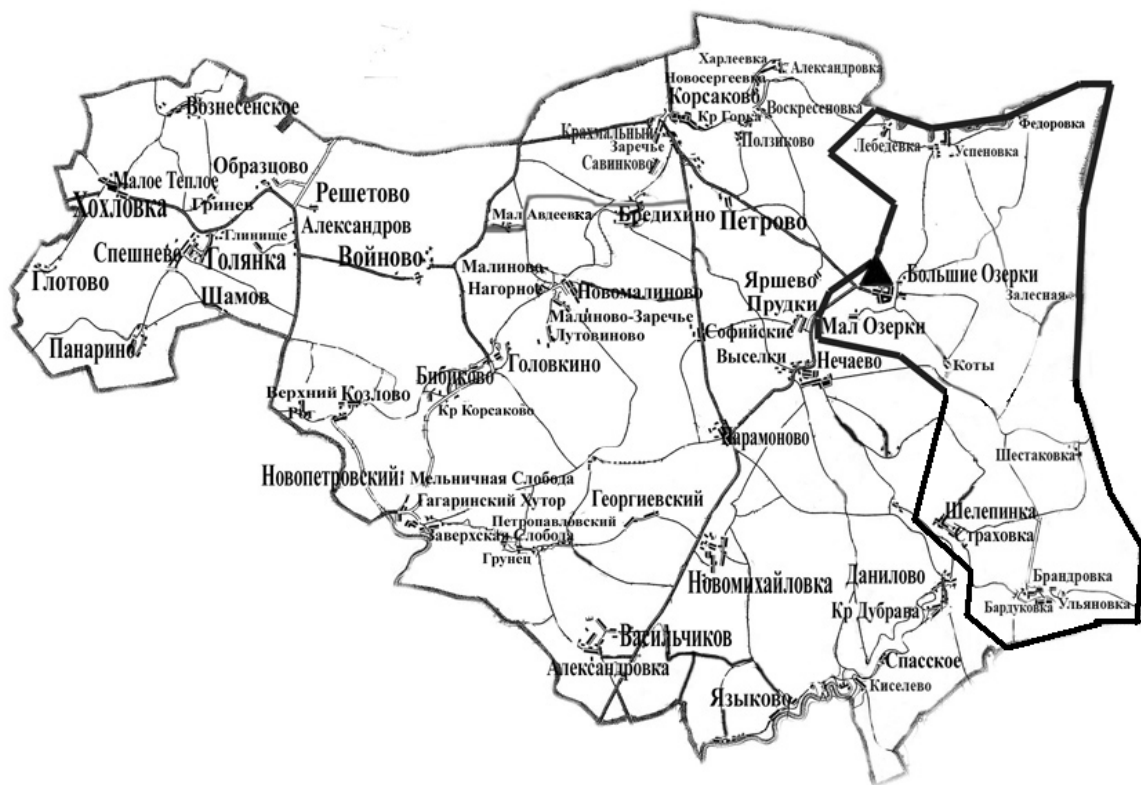 Харлеевка
Александровка
Новосергеевка
Корсаково
Воскресеновка
Кр Горка
Вознесенское
Крахмальный
Заречье
Ползиково
Федоровка
Лебедевка
Успеновка
Савинково
Образцово
Малое Теплое
Хохловка
Гринев
Решетово
Александров
Мал Авдеевка
Бредихино
Петрово
Глинище
Спешнево
Голянка
Войново
Малиново
Нагорное
Новомалиново
Яршево
Прудки
Большие Озерки
Глотово
Шамов
Залесная
Малиново-Заречье
Лутовиново
Софийские
Мал Озерки
Панарино
Головкино
Выселки
Нечаево
Коты
Бибиково
Верхний
Козлово
Кр Корсаково
Парамоново
Шестаковка
Новопетровский
Мельничная Слобода
Гагаринский Хутор
Георгиевский
Шелепинка
Петропавловский
Заверхская Слобода
Страховка
Грунец
Новомихайловка
Данилово
Брандровка
Бардуковка
Ульяновка
Кр Дубрава
Васильчиков
Александровка
Спасское
Киселево
Языково